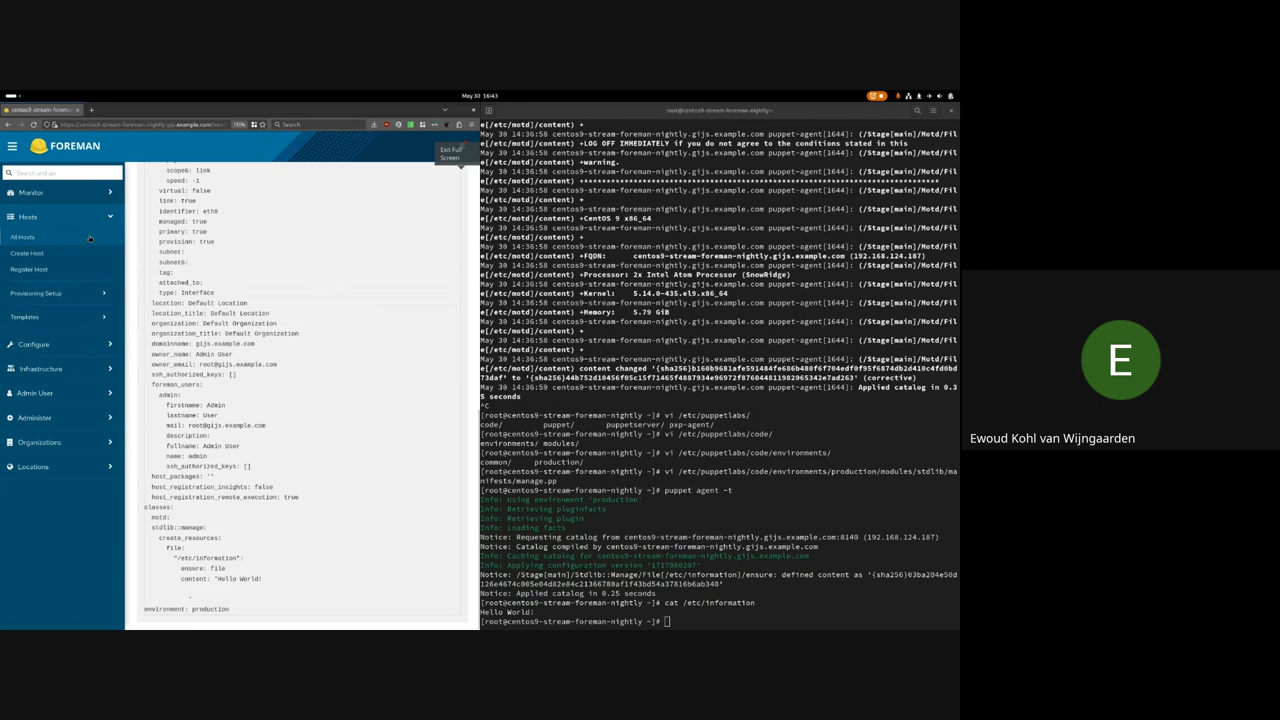 May 30 16:43
centos9-stream-forema
https://centos9-stream-foreman-nightly.gijs.example.com/new
Search
root@centos9-stream-foreman-nightly:~
FOREMAN
Exit Full
Screen
Search and go
Monitor
Hosts
All Hosts
Create Host
Register Host
Provisioning Setup
Templates
Configure
Infrastructure
Admin User
Administer
Organizations
Locations
scope6: link
speed: -1
virtual: false
link: true
identifier: eth0
managed: true
primary: true
provision: true
subnet:
subnet6:
tag:
attached_to:
type: Interface
location: Default Location
location_title: Default Location
organization: Default Organization
organization_title: Default Organization
domainname: gijs.example.com
owner_name: Admin User
owner_email: root@gijs.example.com
ssh_authorized_keys: []
foreman_users:
admin:
firstname: Admin
lastname: User
mail: root@gijs.example.com
description:
fullname: Admin User
name: admin
ssh_authorized_keys: []
host_packages: ''
host_registration_insights: false
host_registration_remote_execution: true
classes:
motd:
stdlib::manage:
create_resources:
file:
"/etc/information":
ensure: file
content: 'Hello World!
'
environment: production
e[/etc/motd]/content) +
May 30 14:36:58 centos9-stream-foreman-nightly.gijs.example.com puppet-agent[1644]: (/Stage[main]/Motd/Fil
e[/etc/motd]/content) +LOG OFF IMMEDIATELY if you do not agree to the conditions stated in this
May 30 14:36:58 centos9-stream-foreman-nightly.gijs.example.com puppet-agent[1644]: (/Stage[main]/Motd/Fil
e[/etc/motd]/content) +warning.
May 30 14:36:58 centos9-stream-foreman-nightly.gijs.example.com puppet-agent[1644]: (/Stage[main]/Motd/Fil
May 30 14:36:58 centos9-stream-foreman-nightly.gijs.example.com puppet-agent[1644]: (/Stage[main]/Motd/Fil
e[/etc/motd]/content) +
May 30 14:36:58 centos9-stream-foreman-nightly.gijs.example.com puppet-agent[1644]: (/Stage[main]/Motd/Fil
e[/etc/motd]/content) +CentOS 9 x86_64
May 30 14:36:58 centos9-stream-foreman-nightly.gijs.example.com puppet-agent[1644]: (/Stage[main]/Motd/Fil
e[/etc/motd]/content) +
May 30 14:36:58 centos9-stream-foreman-nightly.gijs.example.com puppet-agent[1644]: (/Stage[main]/Motd/Fil
e[/etc/motd]/content) +FQDN: centos9-stream-foreman-nightly.gijs.example.com (192.168.124.187)
May 30 14:36:58 centos9-stream-foreman-nightly.gijs.example.com puppet-agent[1644]: (/Stage[main]/Motd/Fil
e[/etc/motd]/content) +Processor: 2x Intel Atom Processor (SnowRidge)
May 30 14:36:58 centos9-stream-foreman-nightly.gijs.example.com puppet-agent[1644]: (/Stage[main]/Motd/Fil
e[/etc/motd]/content) +Kernel: 5.14.0-435.el9.x86_64
May 30 14:36:58 centos9-stream-foreman-nightly.gijs.example.com puppet-agent[1644]: (/Stage[main]/Motd/Fil
e[/etc/motd]/content) +Memory: 5.79 GiB
May 30 14:36:58 centos9-stream-foreman-nightly.gijs.example.com puppet-agent[1644]: (/Stage[main]/Motd/Fil
e[/etc/motd]/content) +
May 30 14:36:58 centos9-stream-foreman-nightly.gijs.example.com puppet-agent[1644]: (/Stage[main]/Motd/Fil
e[/etc/motd]/content) +
May 30 14:36:58 centos9-stream-foreman-nightly.gijs.example.com puppet-agent[1644]: (/Stage[main]/Motd/Fil
May 30 14:36:59 centos9-stream-foreman-nightly.gijs.example.com puppet-agent[1644]: Applied catalog in 0.3
5 seconds
^C
[root@centos9-stream-foreman-nightly ~]# vi /etc/puppetlabs/
code/ puppet/ puppetserver/ pxp-agent/
[root@centos9-stream-foreman-nightly ~]# vi /etc/puppetlabs/code/
environments/ modules/
[root@centos9-stream-foreman-nightly ~]# vi /etc/puppetlabs/code/environments/
common/ production/
[root@centos9-stream-foreman-nightly ~]# vi /etc/puppetlabs/code/environments/production/modules/stdlib/ma
nifests/manage.pp
[root@centos9-stream-foreman-nightly ~]# puppet agent -t
Info: Using environment 'production'
Info: Retrieving pluginfacts
Info: Retrieving plugin
Info: Loading facts
Notice: Requesting catalog from centos9-stream-foreman-nightly.gijs.example.com:8140 (192.168.124.187)
Notice: Catalog compiled by centos9-stream-foreman-nightly.gijs.example.com
Info: Caching catalog for centos9-stream-foreman-nightly.gijs.example.com
Info: Applying configuration version '1717080207'
Notice: /Stage[main]/Stdlib::Manage/File[/etc/information]/ensure: defined content as '{sha256}03ba204e50d
126e4674c005e04d82e84c21366780af1f43bd54a37816b6ab340'
Notice: Applied catalog in 0.25 seconds
[root@centos9-stream-foreman-nightly ~]# cat /etc/information
Hello World!
[root@centos9-stream-foreman-nightly ~]#
E
Ewoud Kohl van Wijngaarden